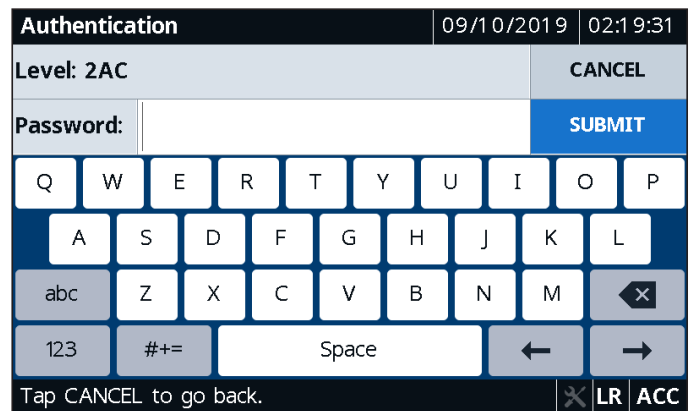 Authentication 09/10/2019 02:19:31
Level: 2AC CANCEL
Password: SUBMIT
Q W E R T Y U I O P
A S D F G H J K L
abc Z X C V B N M
123 #+= Space ← →
Tap CANCEL to go back. LR ACC